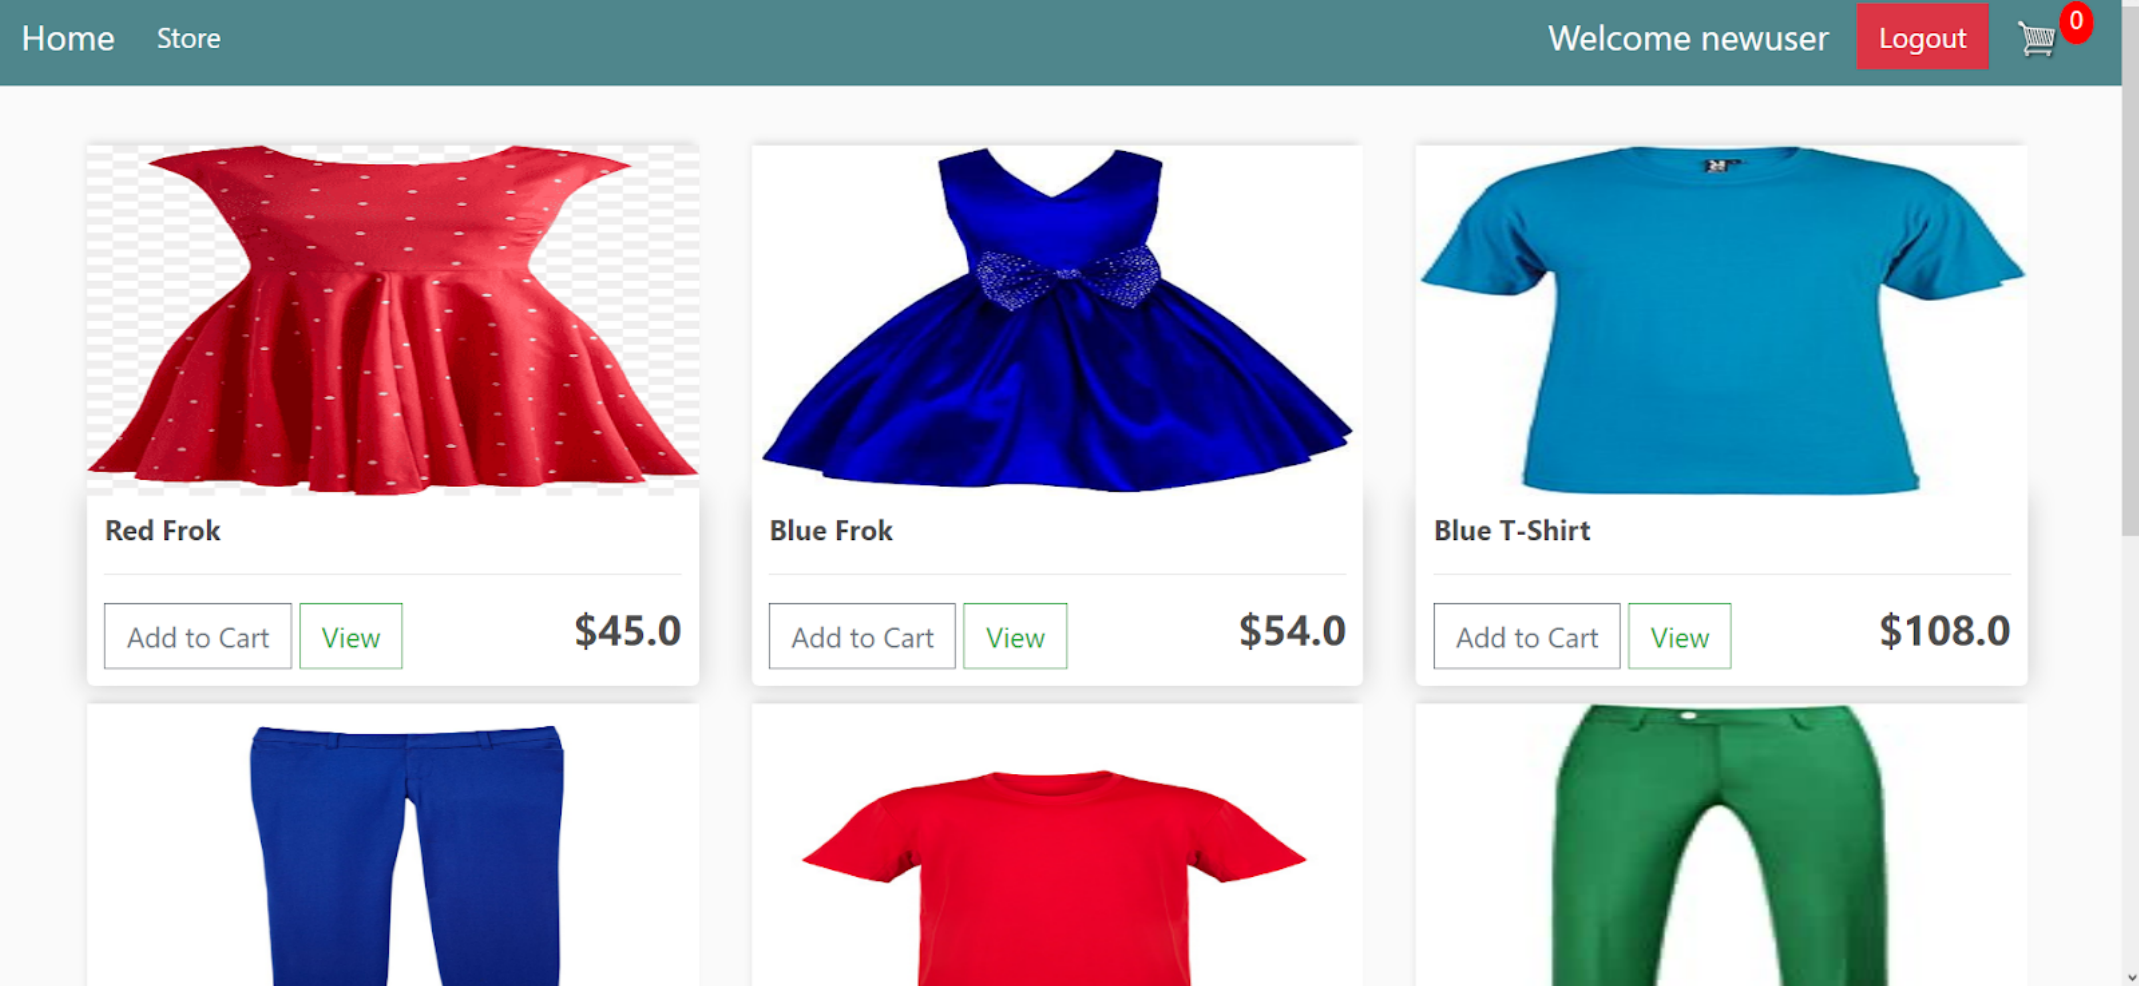 Home Store Welcome newuser Logout 0
Red Frok
Blue Frok
Blue T-Shirt
Add to Cart View $45.0
Add to Cart View $54.0
Add to Cart View $108.0